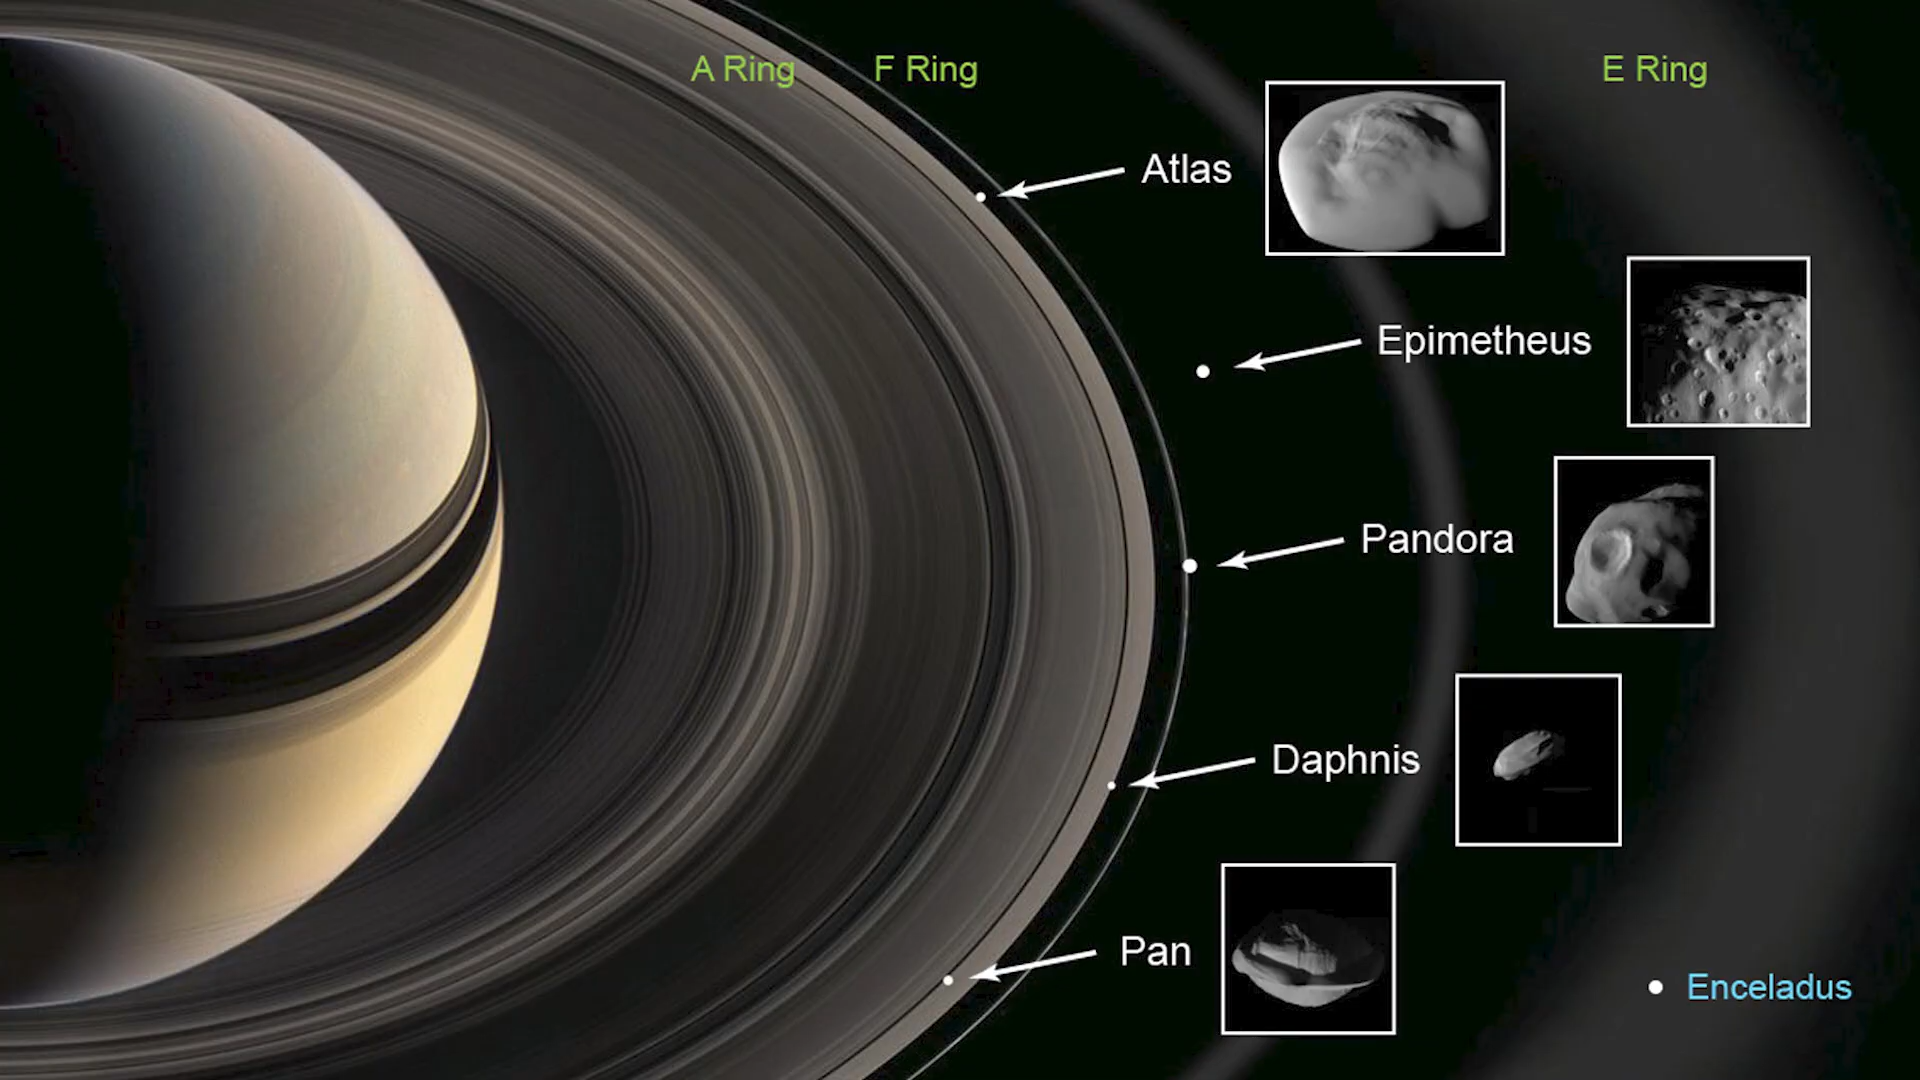 A Ring
F Ring
E Ring
Atlas
Epimetheus
Pandora
Daphnis
Pan
Enceladus